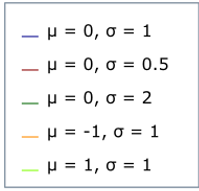 μ = 0, σ = 1
μ = 0, σ = 0.5
μ = 0, σ = 2
μ = -1, σ = 1
μ = 1, σ = 1